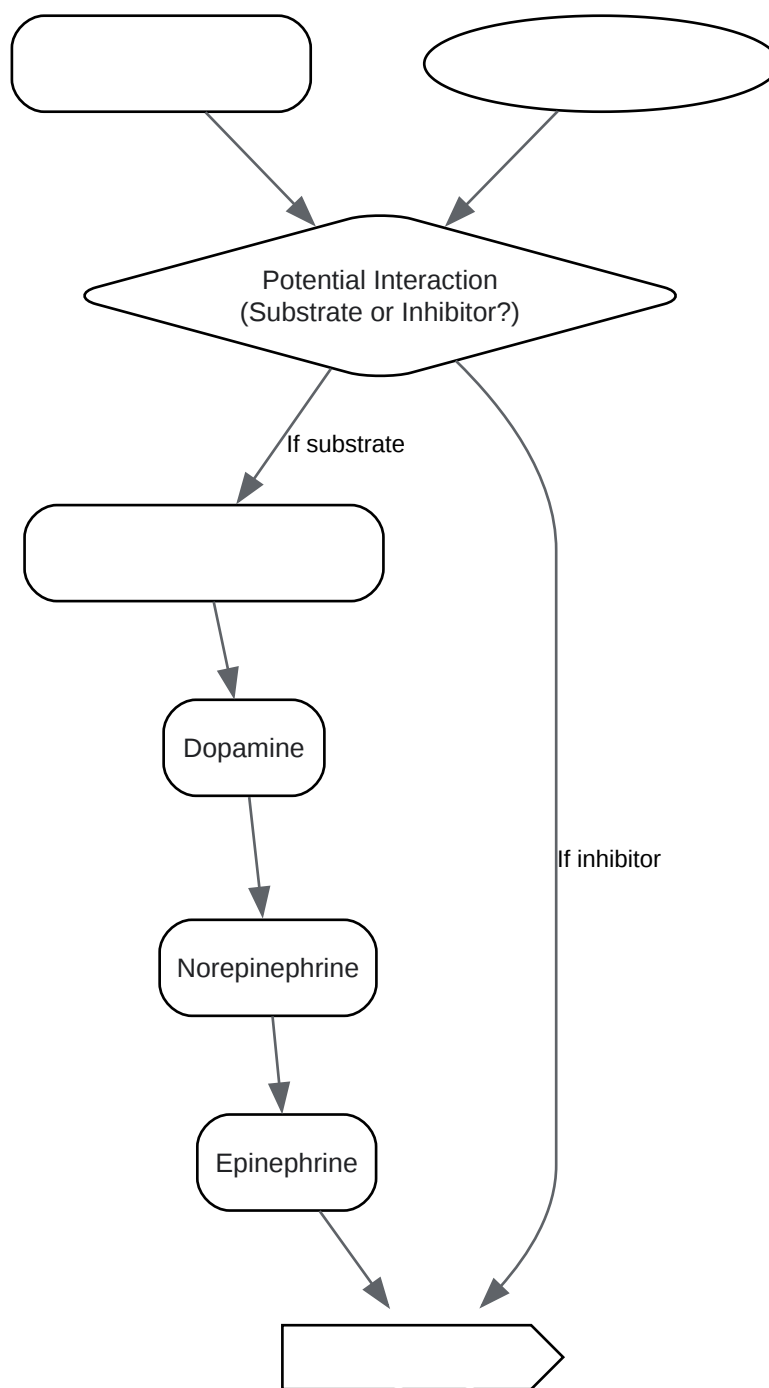 Potential Interaction
(Substrate or Inhibitor?)
If substrate
Dopamine
If inhibitor
Norepinephrine
Epinephrine